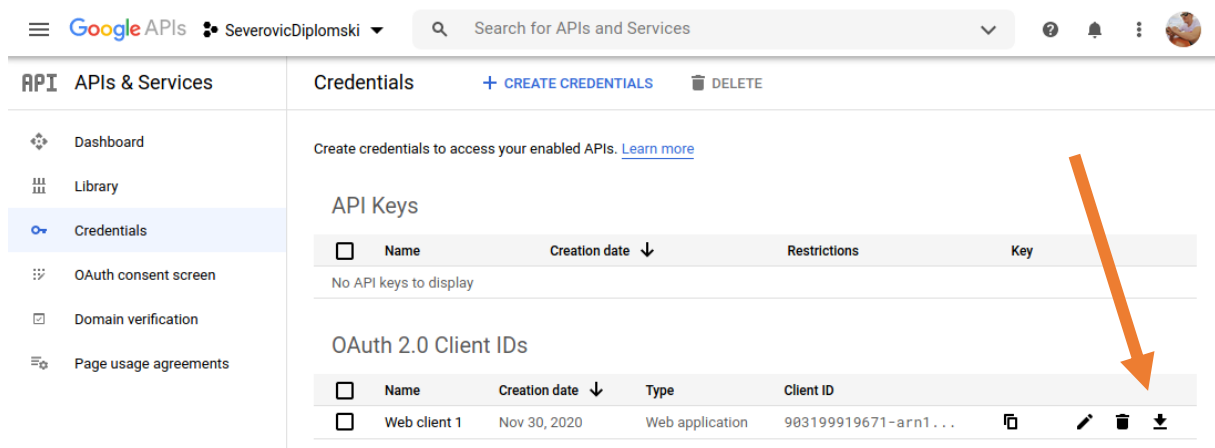 Google APIs SeverovicDiplomski Search for APIs and Services
API APIs & Services
Credentials + CREATE CREDENTIALS DELETE
Dashboard
Library
Credentials
OAuth consent screen
Domain verification
Page usage agreements
Create credentials to access your enabled APIs. Learn more
API Keys
Name Creation date Restrictions Key
No API keys to display
OAuth 2.0 Client IDs
Name Creation date Type Client ID
Web client 1 Nov 30, 2020 Web application 903199919671-arn1...